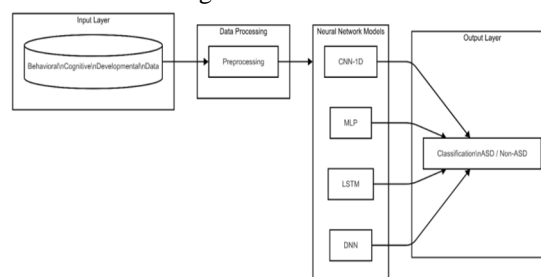 Input Layer
Behavioral\nCognitive\nDevelopmental\nData
Data Processing
Preprocessing
Neural Network Models
CNN-1D
MLP
LSTM
DNN
Output Layer
Classification\nASD / Non-ASD